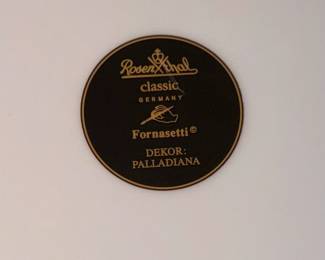 Rosenthal
classic
GERMANY
Fornasetti©
DEKOR:
PALLADIANA